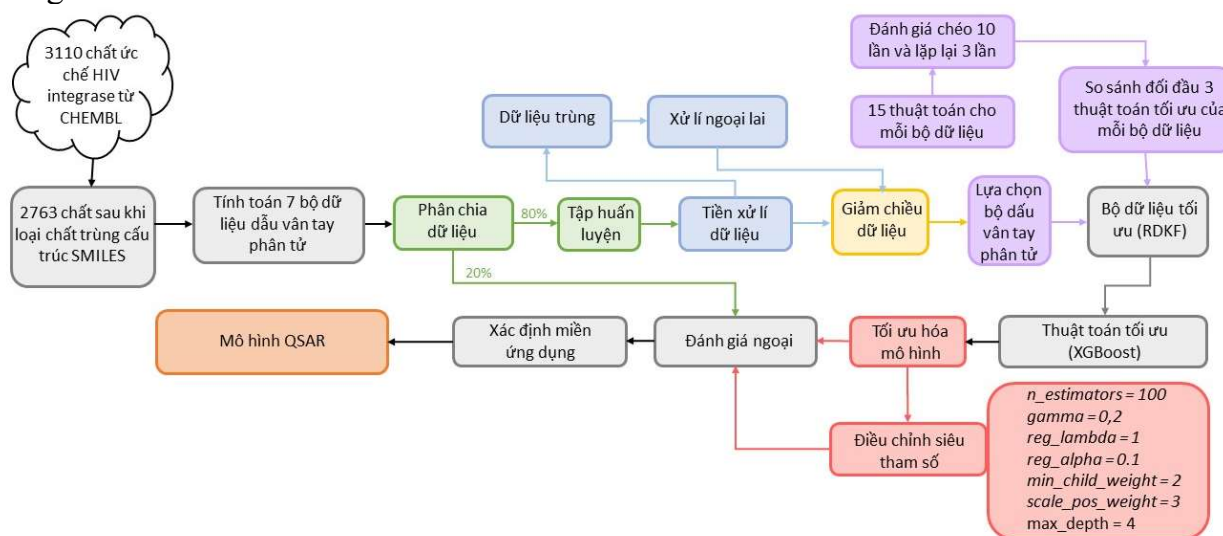 3110 chất ức
chế HIV
integrase từ
CHEMBL
2763 chất sau khi
loại chất trùng cấu
trúc SMILES
Tính toán 7 bộ dữ
liệu dẫu vân tay
phân tử
Phân chia
dữ liệu
80%
20%
Tập huấn
luyện
Tiền xử lí
dữ liệu
Dữ liệu trùng
Xử lí ngoại lai
Giảm chiều
dữ liệu
Lựa chọn
bộ dấu
vân tay
phân tử
15 thuật toán cho
mỗi bộ dữ liệu
Đánh giá chéo 10
lần và lặp lại 3 lần
So sánh đối đầu 3
thuật toán tối ưu của
mỗi bộ dữ liệu
Bộ dữ liệu tối
ưu (RDKF)
Thuật toán tối ưu
(XGBoost)
Tối ưu hóa
mô hình
Điều chỉnh siêu
tham số
n_estimators = 100
gamma = 0,2
reg_lambda = 1
reg_alpha = 0.1
min_child_weight = 2
scale_pos_weight = 3
max_depth = 4
Đánh giá ngoại
Xác định miền
ứng dụng
Mô hình QSAR